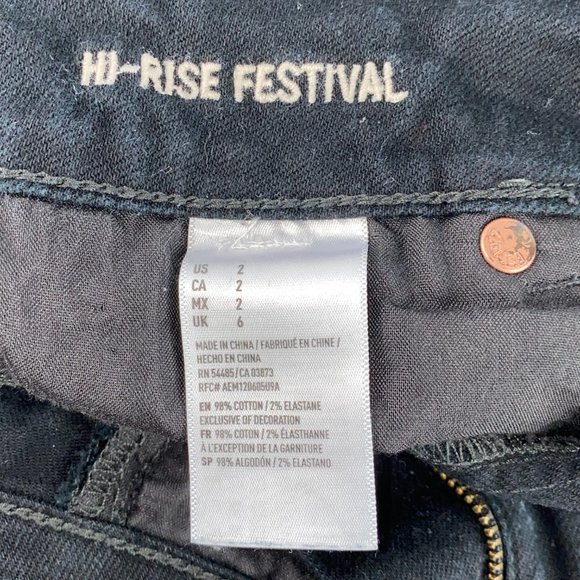 HI-RISE FESTIVAL
US 2
CA 2
MX 2
UK 6
MADE IN CHINA / FABRIQUÉ EN CHINE /
HECHO EN CHINA
RN 54485/ CA 03873
RFC# AEM120605U9A
EN 98% COTTON / 2% ELASTANE
EXCLUSIVE OF DECORATION
FR 98% COTON / 2% ÉLASTHANNE
À L'EXCEPTION DE LA GARNITURE
SP 98% ALGODÓN / 2% ELASTANO